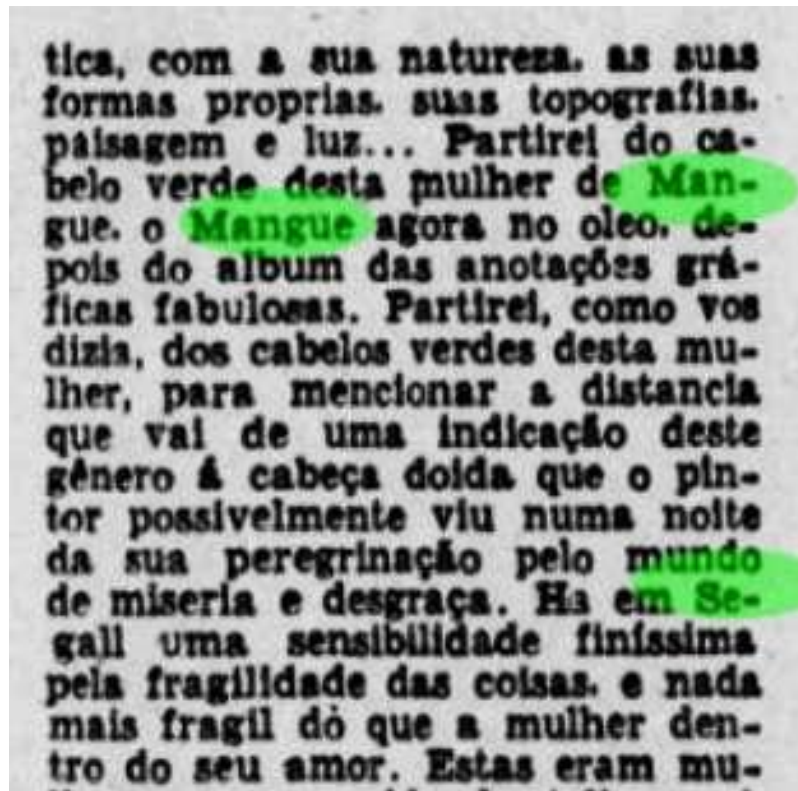 tica, com a sua natureza, as suas
formas proprias, suas topografias,
paisagem e luz... Partirei do ca-
belo verde desta mulher de Man-
gue, o Mangue agora no oleo, de-
pois do album das anotações grá-
ficas fabulosas. Partirei, como vos
dizia, dos cabelos verdes desta mu-
lher, para mencionar a distancia
que vai de uma indicação deste
gênero á cabeça doida que o pin-
tor possivelmente viu numa noite
da sua peregrinação pelo mundo
de miseria e desgraça. Ha em Se-
gall uma sensibilidade finíssima
pela fragilidade das coisas, e nada
mais fragil do que a mulher den-
tro do seu amor. Estas eram mu-